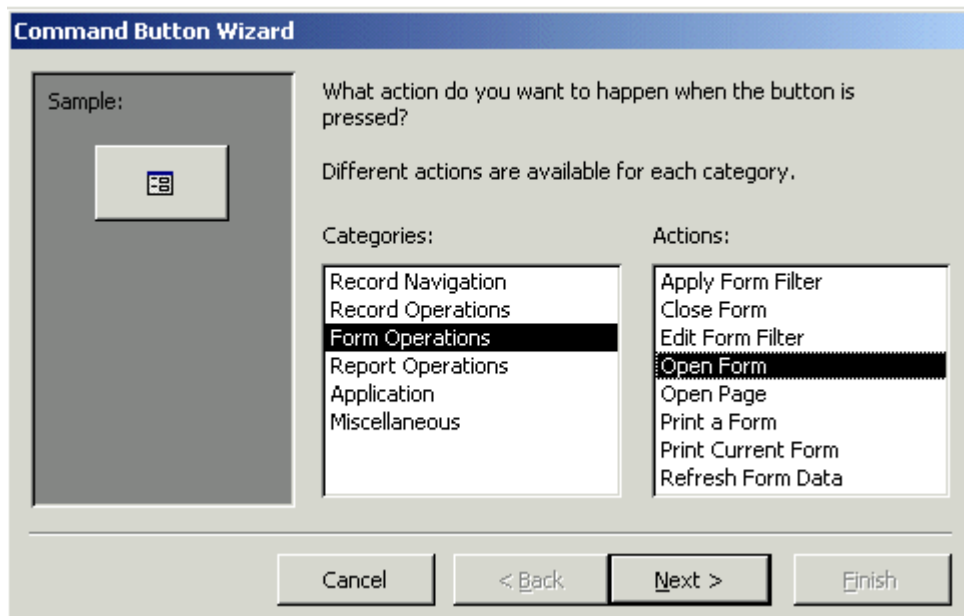 Command Button Wizard
Sample:
What action do you want to happen when the button is
pressed?
Different actions are available for each category.
Categories:
Record Navigation
Record Operations
Form Operations
Report Operations
Application
Miscellaneous
Actions:
Apply Form Filter
Close Form
Edit Form Filter
Open Form
Open Page
Print a Form
Print Current Form
Refresh Form Data
Cancel
< Back
Next >
Finish